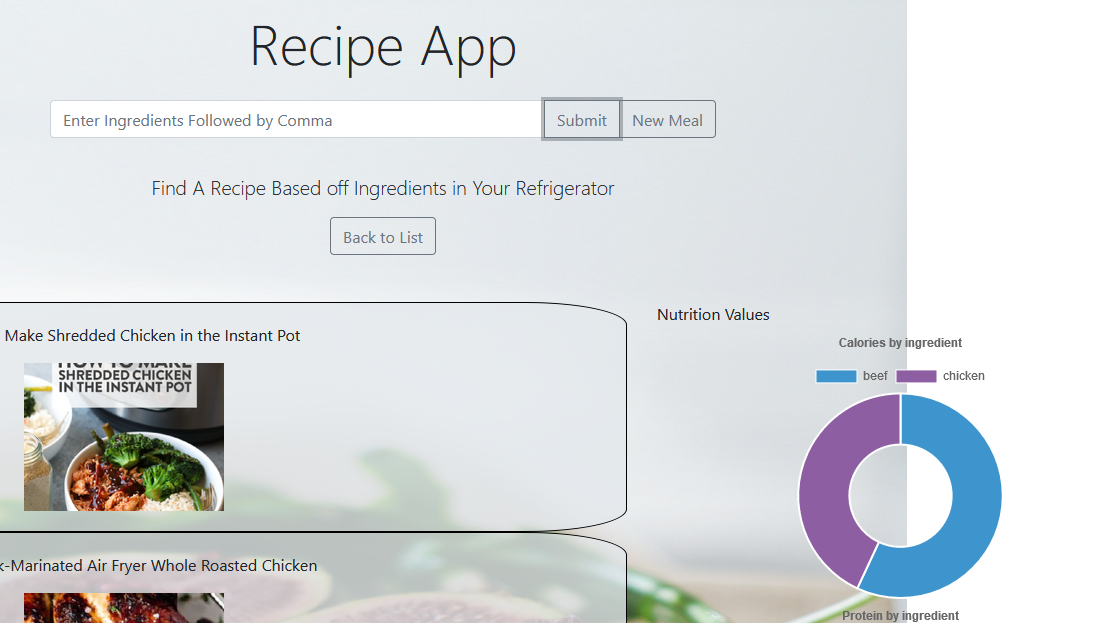 Recipe App
Enter Ingredients Followed by Comma
Submit
New Meal
Find A Recipe Based off Ingredients in Your Refrigerator
Back to List
Make Shredded Chicken in the Instant Pot
HOW TO MAKE
SHREDDED CHICKEN
IN THE INSTANT POT
Nutrition Values
Calories by ingredient
beef
chicken
-Marinated Air Fryer Whole Roasted Chicken
Protein by ingredient